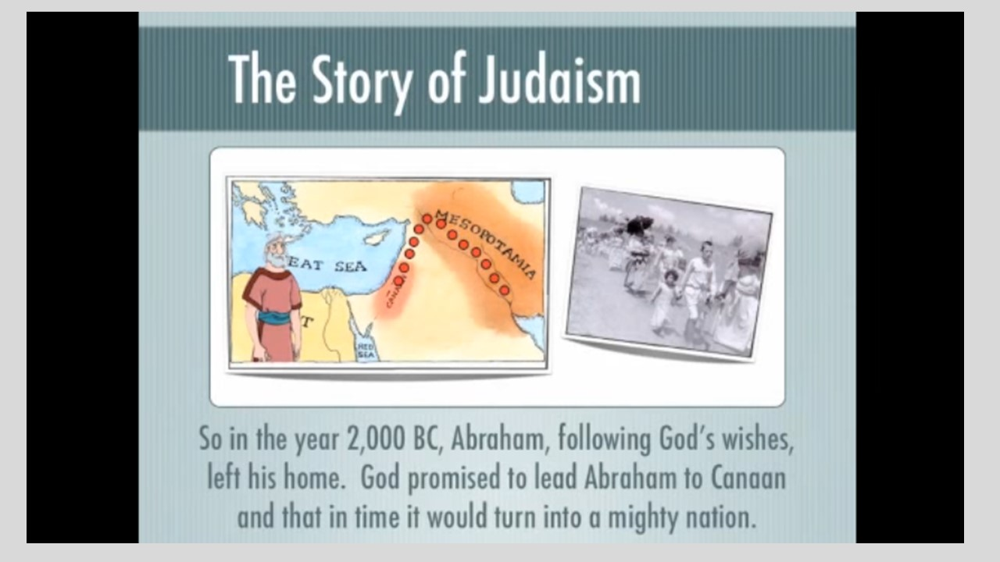 The Story of Judaism
MESOPOTAMIA
EAT SEA
CANAA
T
RED
SEA
So in the year 2,000 BC, Abraham, following God's wishes,
left his home.  God promised to lead Abraham to Canaan
and that in time it would turn into a mighty nation.